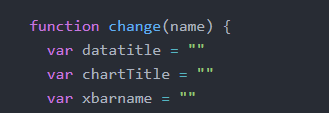 function change(name) {
var datatitle = ""
var chartTitle = ""
var xbarname = ""